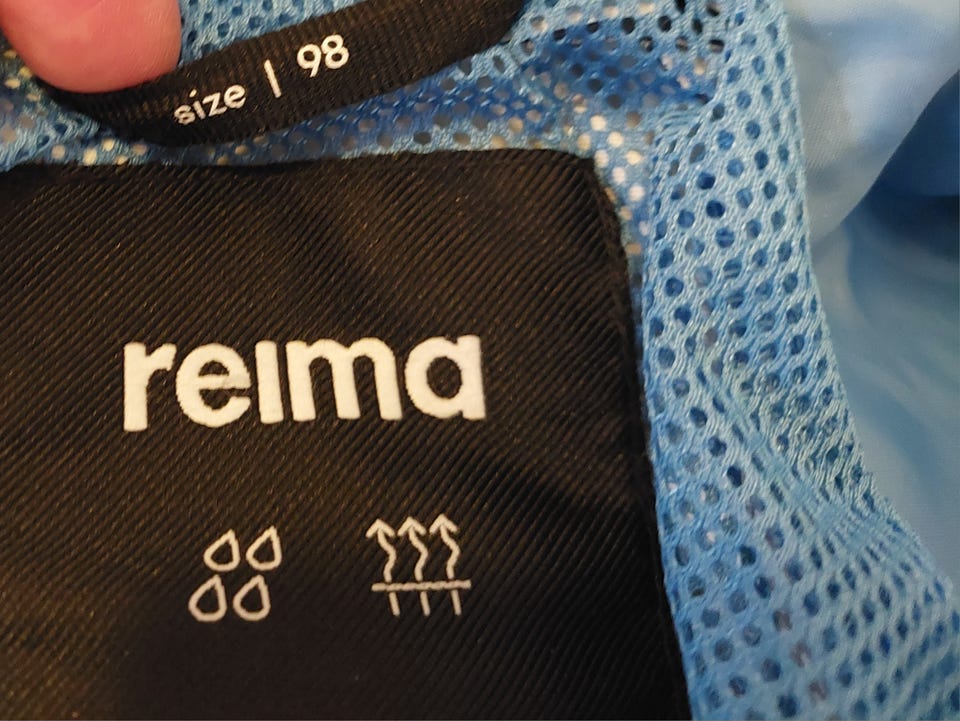 size | 98
reima